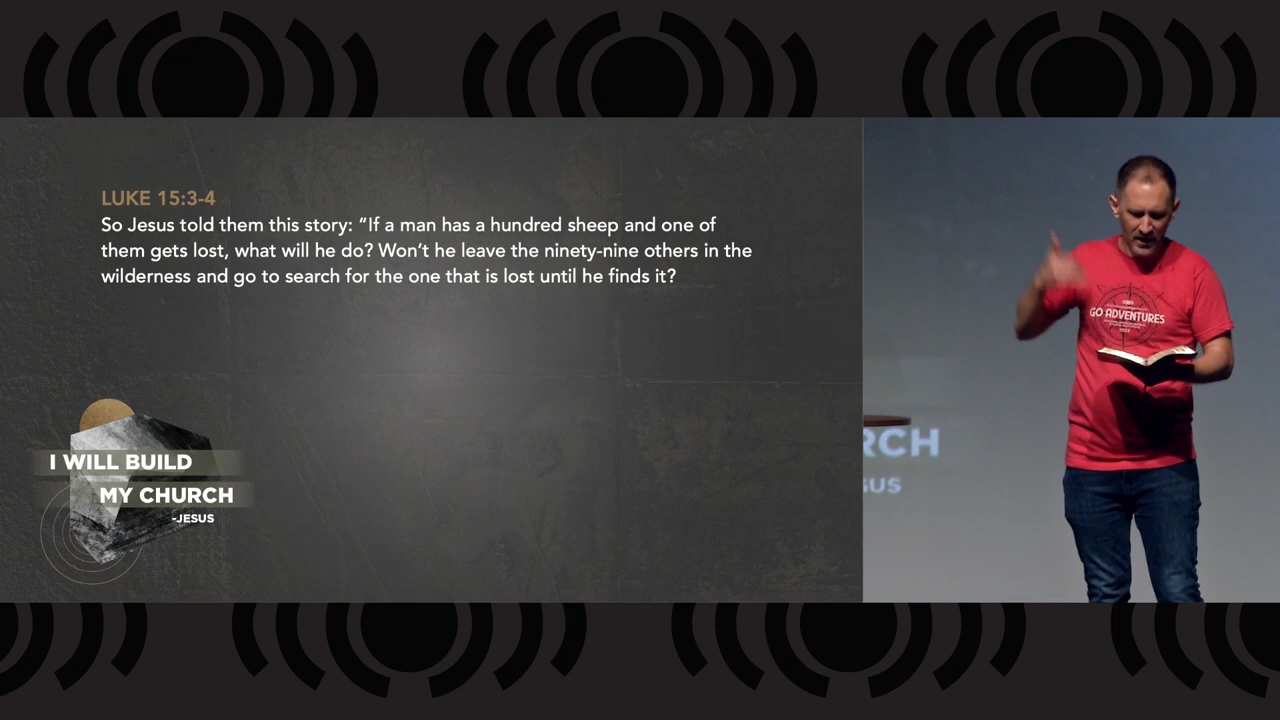 LUKE 15:3-4
So Jesus told them this story: “If a man has a hundred sheep and one of
them gets lost, what will he do? Won’t he leave the ninety-nine others in the
wilderness and go to search for the one that is lost until he finds it?
I WILL BUILD
MY CHURCH
-JESUS
RCH
SUS
GO ADVENTURES